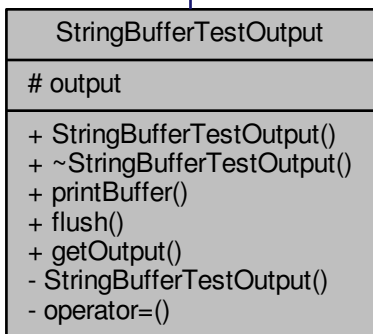 StringBufferTestOutput
# output
+ StringBufferTestOutput()
+ ~StringBufferTestOutput()
+ printBuffer()
+ flush()
+ getOutput()
- StringBufferTestOutput()
- operator=()